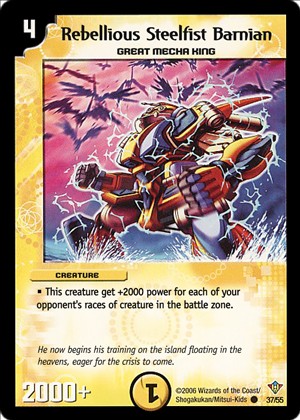 4
Rebellious Steelfist Barnian
GREAT MECHA KING
CREATURE
▪ This creature get +2000 power for each of your
opponent's races of creature in the battle zone.
He now begins his training on the island floating in the
heavens, eager for the crisis to come.
2000+
1
©2006 Wizards of the Coast/
Shogakukan/Mitsui-Kids
37/55